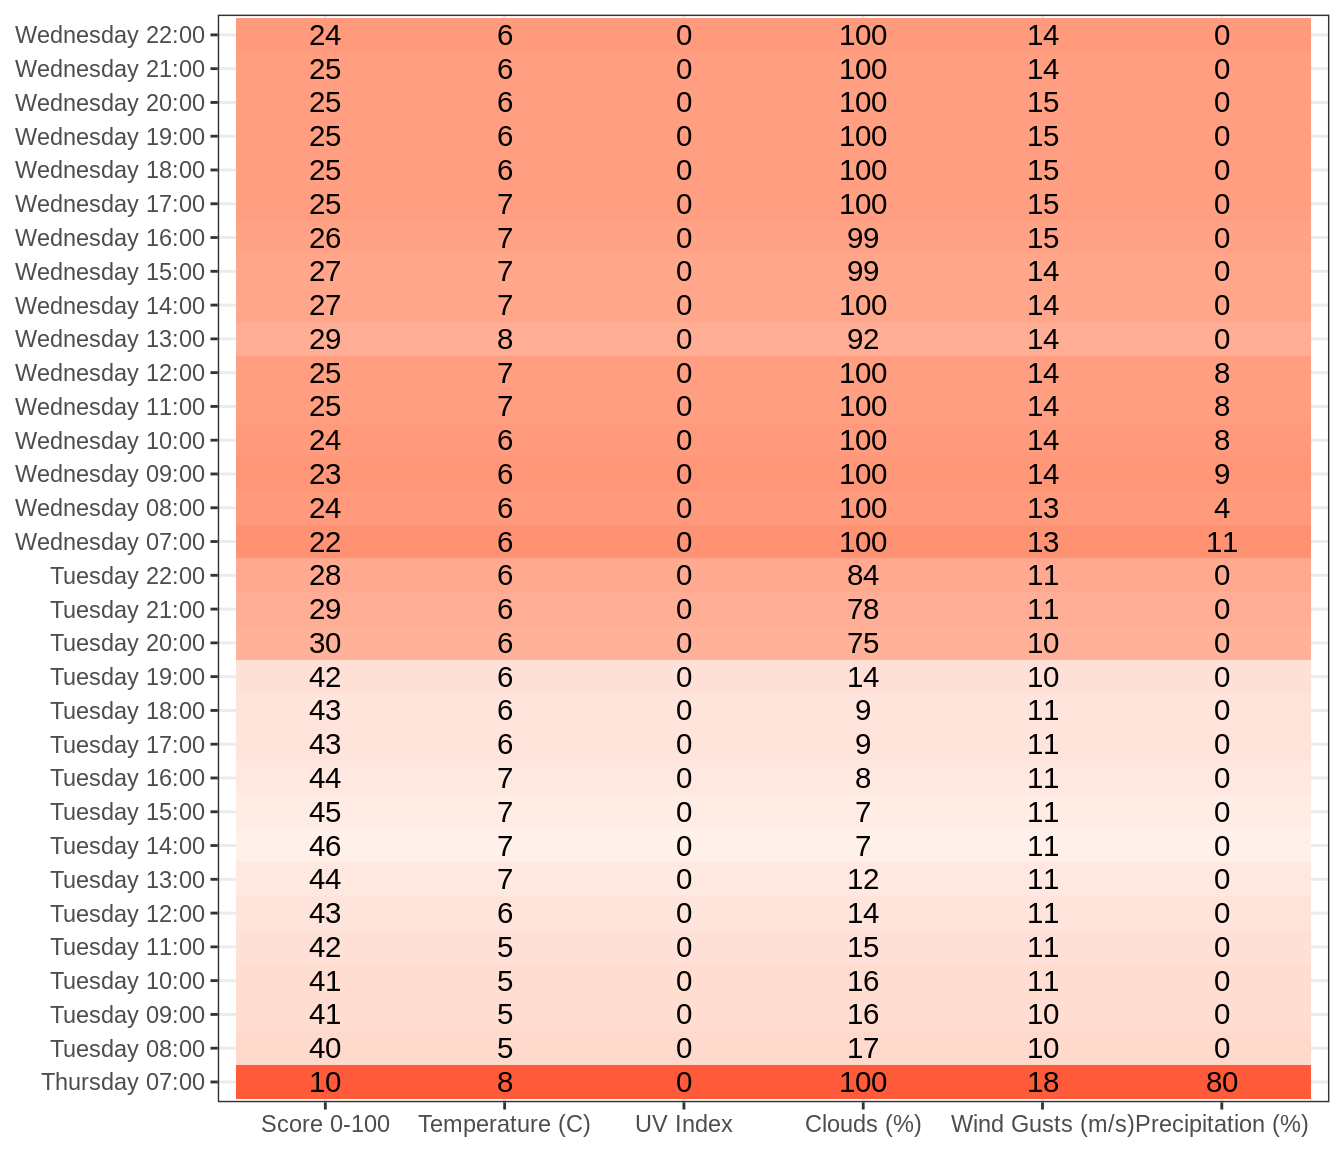 Wednesday 22:00 24 6 0 100 14 0
Wednesday 21:00 25 6 0 100 14 0
Wednesday 20:00 25 6 0 100 15 0
Wednesday 19:00 25 6 0 100 15 0
Wednesday 18:00 25 6 0 100 15 0
Wednesday 17:00 25 7 0 100 15 0
Wednesday 16:00 26 7 0 99 15 0
Wednesday 15:00 27 7 0 99 14 0
Wednesday 14:00 27 7 0 100 14 0
Wednesday 13:00 29 8 0 92 14 0
Wednesday 12:00 25 7 0 100 14 8
Wednesday 11:00 25 7 0 100 14 8
Wednesday 10:00 24 6 0 100 14 8
Wednesday 09:00 23 6 0 100 14 9
Wednesday 08:00 24 6 0 100 13 4
Wednesday 07:00 22 6 0 100 13 11
Tuesday 22:00 28 6 0 84 11 0
Tuesday 21:00 29 6 0 78 11 0
Tuesday 20:00 30 6 0 75 10 0
Tuesday 19:00 42 6 0 14 10 0
Tuesday 18:00 43 6 0 9 11 0
Tuesday 17:00 43 6 0 9 11 0
Tuesday 16:00 44 7 0 8 11 0
Tuesday 15:00 45 7 0 7 11 0
Tuesday 14:00 46 7 0 7 11 0
Tuesday 13:00 44 7 0 12 11 0
Tuesday 12:00 43 6 0 14 11 0
Tuesday 11:00 42 5 0 15 11 0
Tuesday 10:00 41 5 0 16 11 0
Tuesday 09:00 41 5 0 16 10 0
Tuesday 08:00 40 5 0 17 10 0
Thursday 07:00 10 8 0 100 18 80
Score 0-100 Temperature (C) UV Index Clouds (%) Wind Gusts (m/s) Precipitation (%)